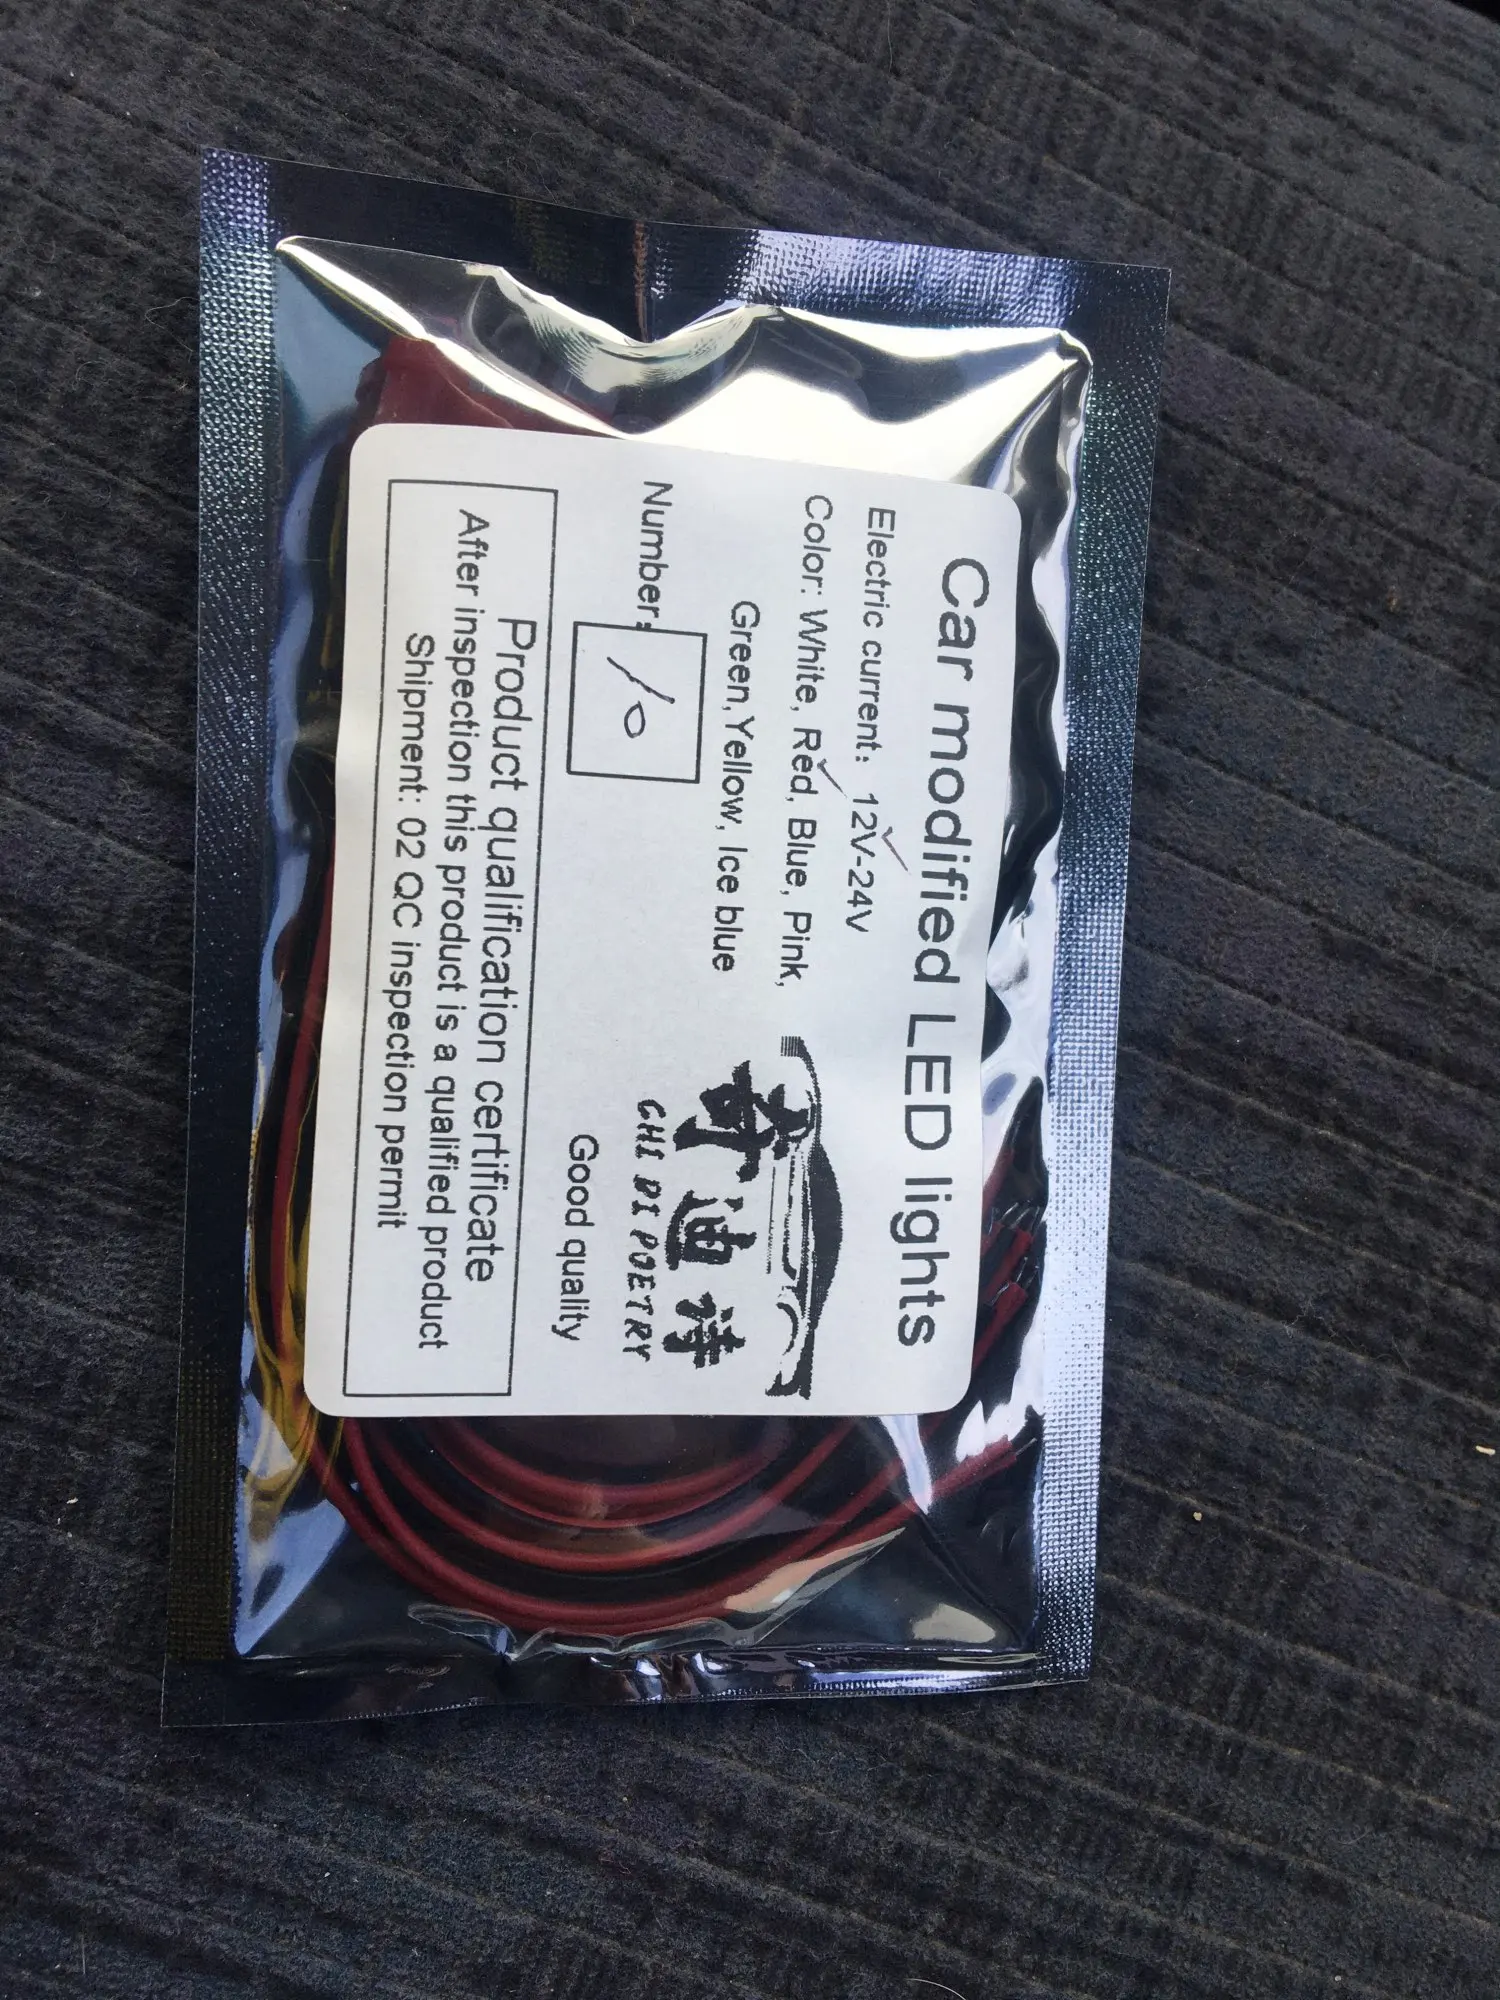 Car modified LED lights
Electric current: 12V-24V
Color: White, Red, Blue, Pink,
Green, Yellow, Ice blue
Number: 10
奇迪诗
CHI DI POETRY
Good quality
Product qualification certificate
After inspection this product is a qualified product
Shipment: 02 QC inspection permit